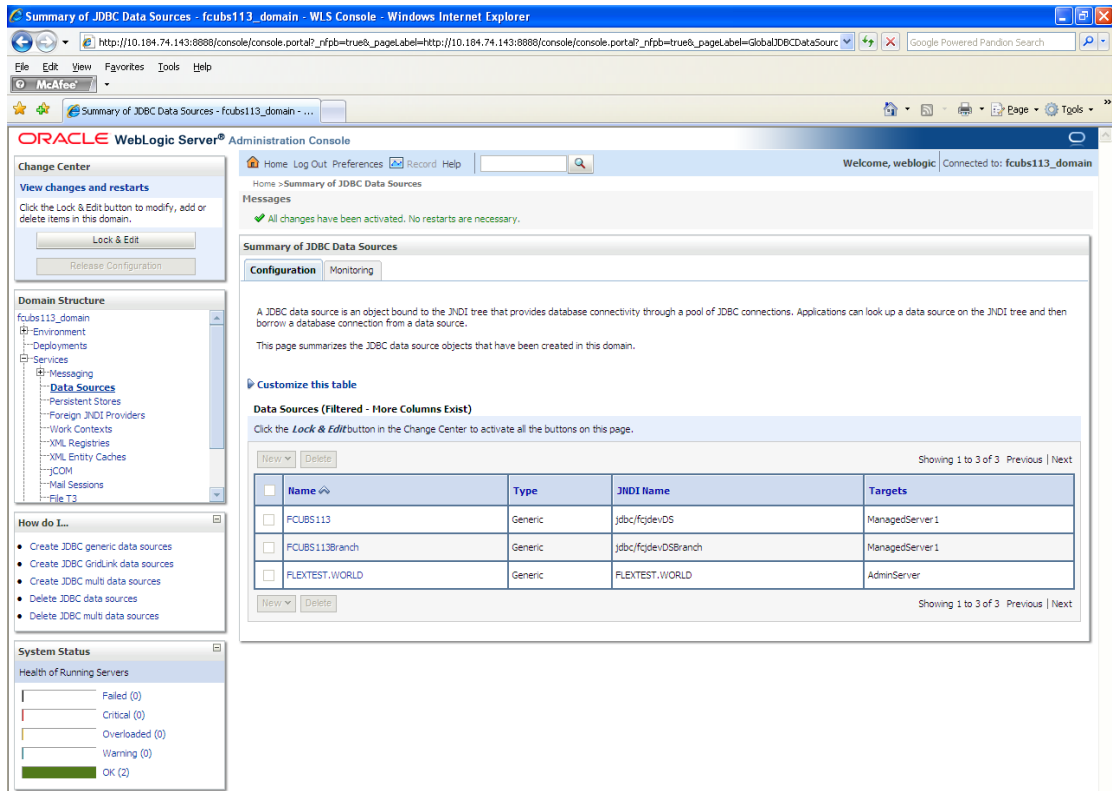 Summary of JDBC Data Sources - fcubs113_domain - WLS Console - Windows Internet Explorer
http://10.184.74.143:8888/console/console.portal?_nfpb=true&_pageLabel=http://10.184.74.143:8888/console/console.portal?_nfpb=true&_pageLabel=GlobalJDBCDataSourc
Google Powered Pandion Search
File Edit View Favorites Tools Help
McAfee
Summary of JDBC Data Sources - fcubs113_domain - ...
Page Tools
ORACLE WebLogic Server® Administration Console
Change Center
View changes and restarts
Click the Lock & Edit button to modify, add or
delete items in this domain.
Lock & Edit
Release Configuration
Domain Structure
fcubs113_domain
Environment
Deployments
Services
Messaging
Data Sources
Persistent Stores
Foreign JNDI Providers
Work Contexts
XML Registries
XML Entity Caches
jCOM
Mail Sessions
File T3
How do I...
Create JDBC generic data sources
Create JDBC GridLink data sources
Create JDBC multi data sources
Delete JDBC data sources
Delete JDBC multi data sources
System Status
Health of Running Servers
Failed (0)
Critical (0)
Overloaded (0)
Warning (0)
OK (2)
Home Log Out Preferences Record Help
Welcome, weblogic Connected to: fcubs113_domain
Home >Summary of JDBC Data Sources
Messages
All changes have been activated. No restarts are necessary.
Summary of JDBC Data Sources
Configuration Monitoring
A JDBC data source is an object bound to the JNDI tree that provides database connectivity through a pool of JDBC connections. Applications can look up a data source on the JNDI tree and then
borrow a database connection from a data source.
This page summarizes the JDBC data source objects that have been created in this domain.
Customize this table
Data Sources (Filtered - More Columns Exist)
Click the Lock & Edit button in the Change Center to activate all the buttons on this page.
New Delete Showing 1 to 3 of 3 Previous | Next
Name Type JNDI Name Targets
FCUBS113 Generic jdbc/fcjdevDS ManagedServer1
FCUBS113Branch Generic jdbc/fcjdevDSBranch ManagedServer1
FLEXTEST.WORLD Generic FLEXTEST.WORLD AdminServer
New Delete Showing 1 to 3 of 3 Previous | Next